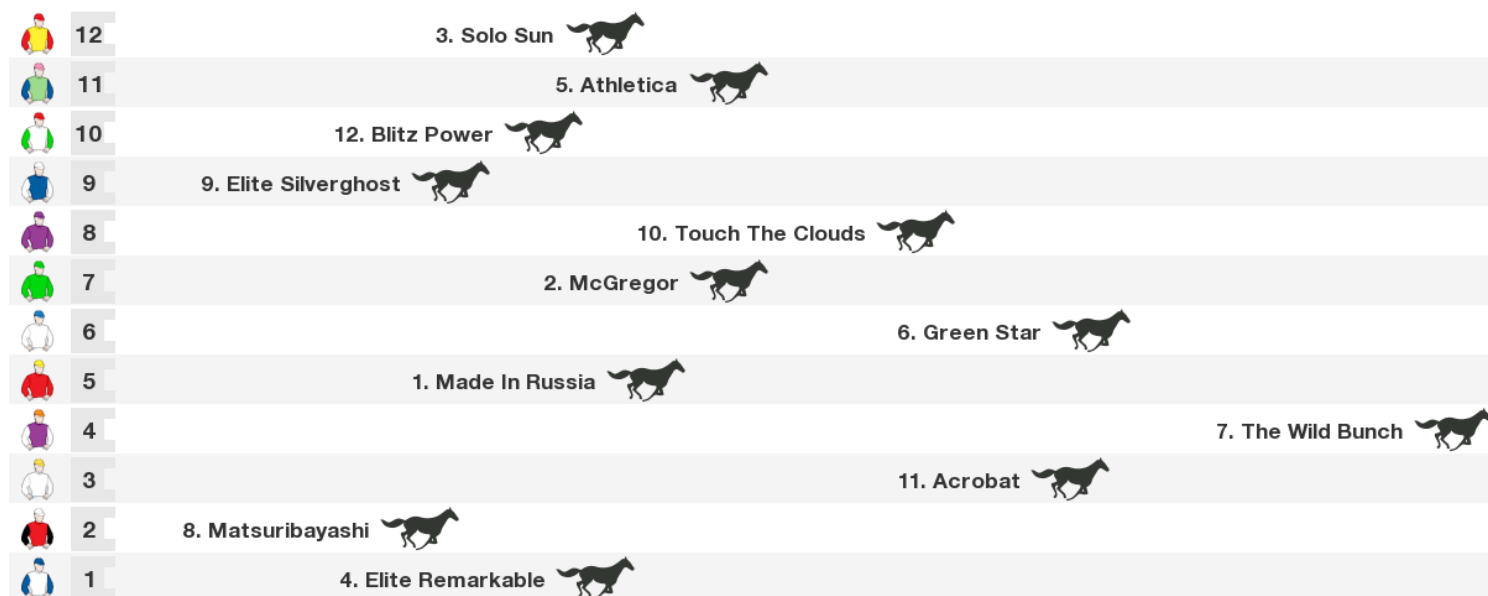 12 3. Solo Sun
11 5. Athletica
10 12. Blitz Power
9 9. Elite Silverghost
8 10. Touch The Clouds
7 2. McGregor
6 6. Green Star
5 1. Made In Russia
4 7. The Wild Bunch
3 11. Acrobat
2 8. Matsuribayashi
1 4. Elite Remarkable